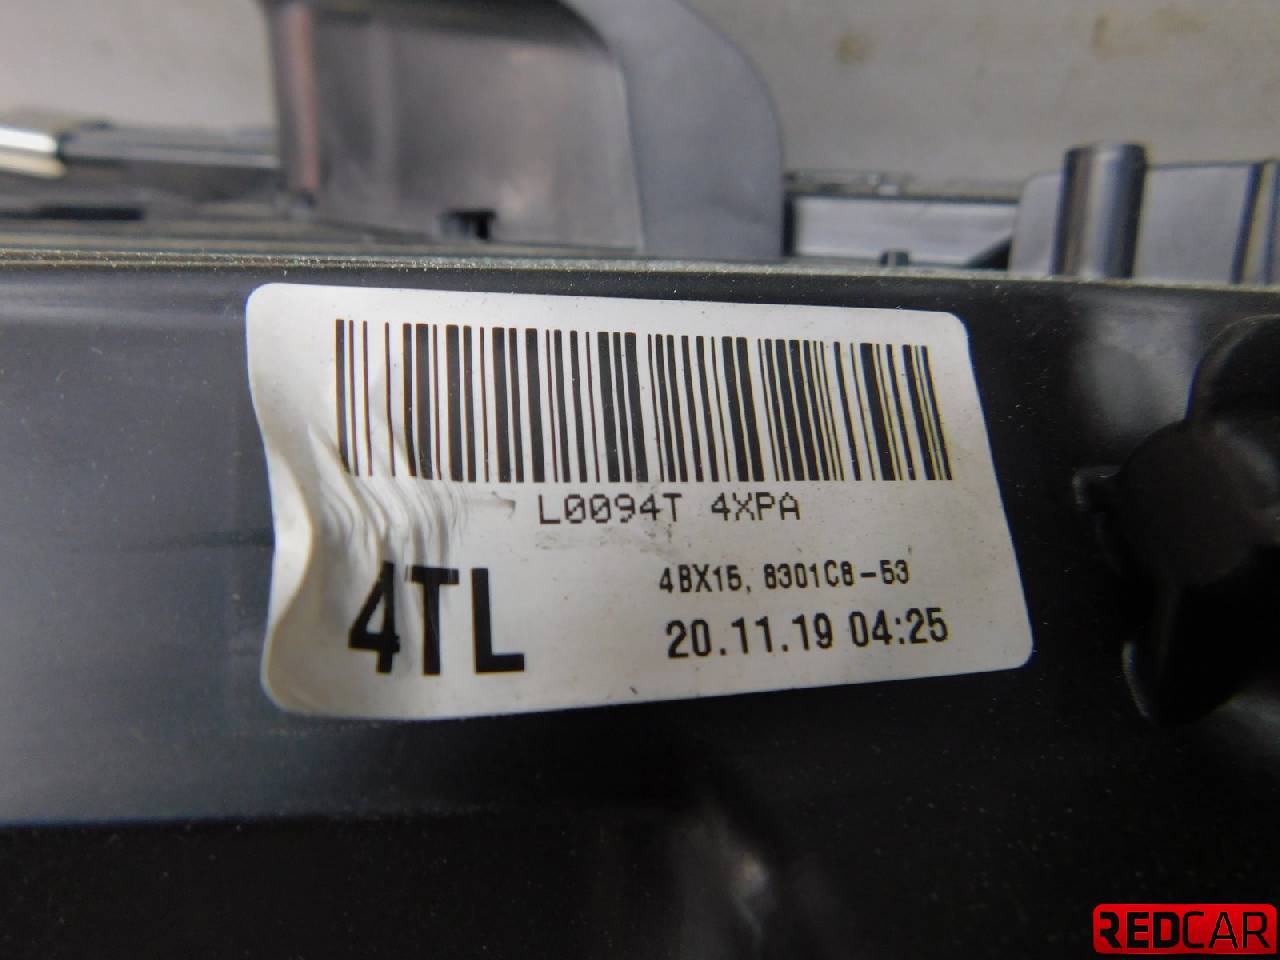 L0094T 4XPA
4TL
4BX15, 8301C8-53
20.11.19 04:25
REDCAR